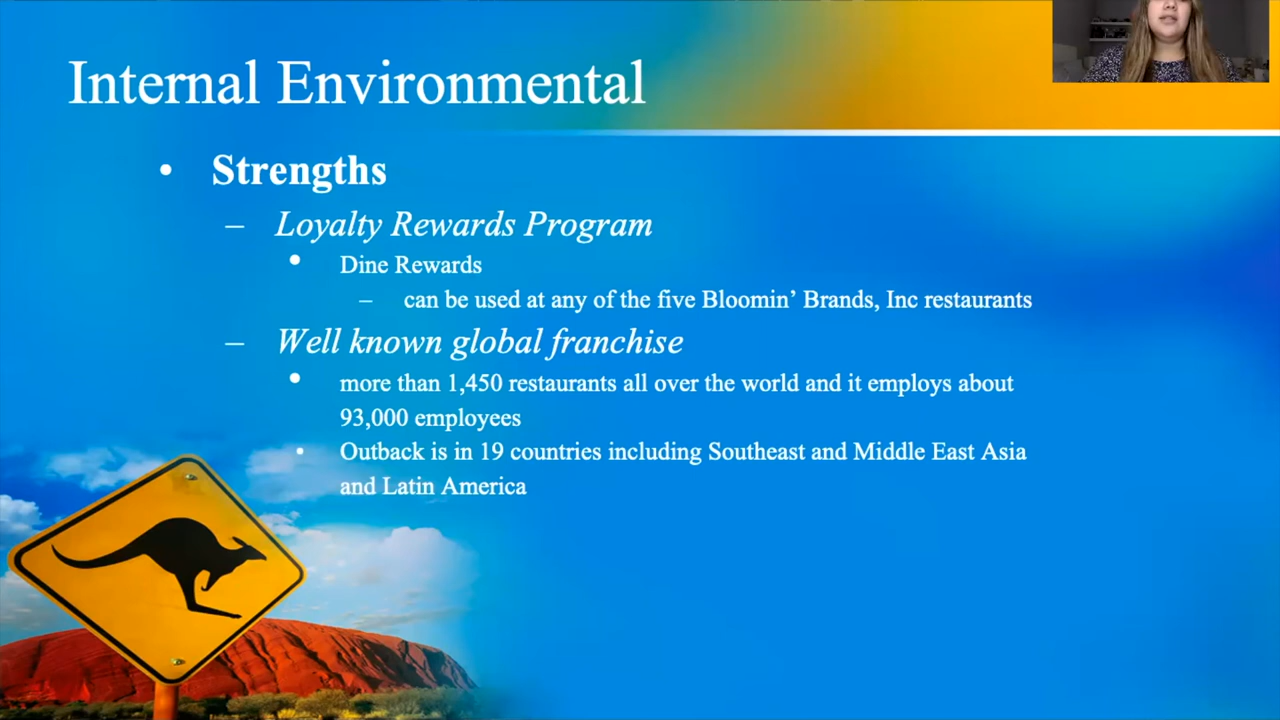 Internal Environmental
• Strengths
– Loyalty Rewards Program
• Dine Rewards
– can be used at any of the five Bloomin’ Brands, Inc restaurants
– Well known global franchise
• more than 1,450 restaurants all over the world and it employs about
93,000 employees
• Outback is in 19 countries including Southeast and Middle East Asia
and Latin America